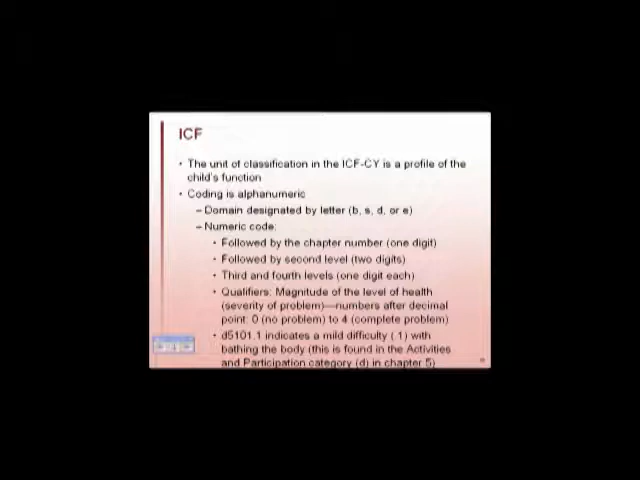 ICF
• The unit of classification in the ICF-CY is a profile of the
child's function
• Coding is alphanumeric
– Domain designated by letter (b, s, d, or e)
– Numeric code:
• Followed by the chapter number (one digit)
• Followed by second level (two digits)
• Third and fourth levels (one digit each)
• Qualifiers: Magnitude of the level of health
(severity of problem)—numbers after decimal
point: 0 (no problem) to 4 (complete problem)
• d5101.1 indicates a mild difficulty (.1) with
bathing the body (this is found in the Activities
and Participation category (d) in chapter 5)